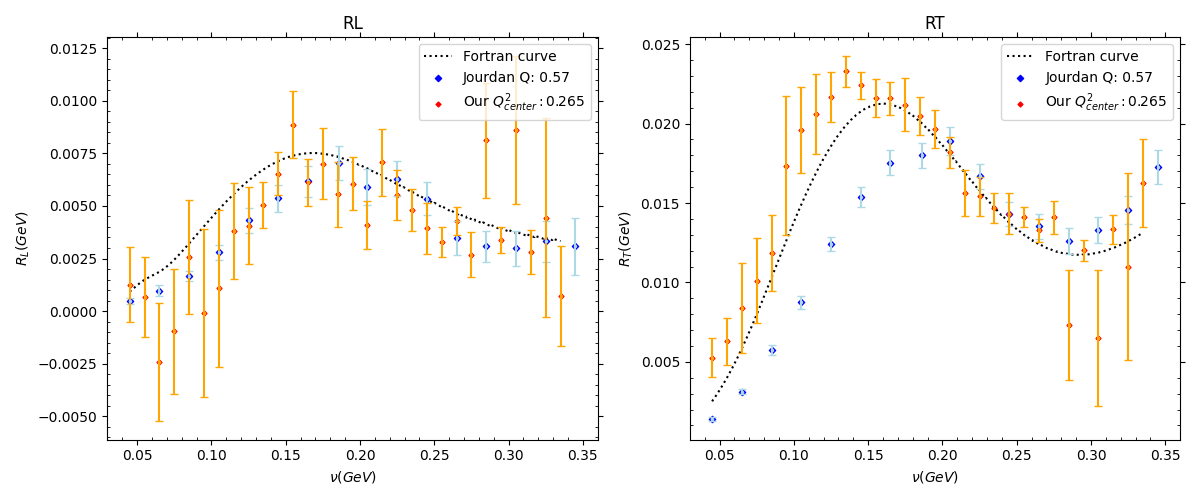 RL
0.0125
0.0100
0.0075
0.0050
0.0025
0.0000
−0.0025
−0.0050
R_L(GeV)
0.05 0.10 0.15 0.20 0.25 0.30 0.35
ν(GeV)
Fortran curve
Jourdan Q: 0.57
Our Q²_center : 0.265
RT
0.025
0.020
0.015
0.010
0.005
R_T(GeV)
0.05 0.10 0.15 0.20 0.25 0.30 0.35
ν(GeV)
Fortran curve
Jourdan Q: 0.57
Our Q²_center : 0.265